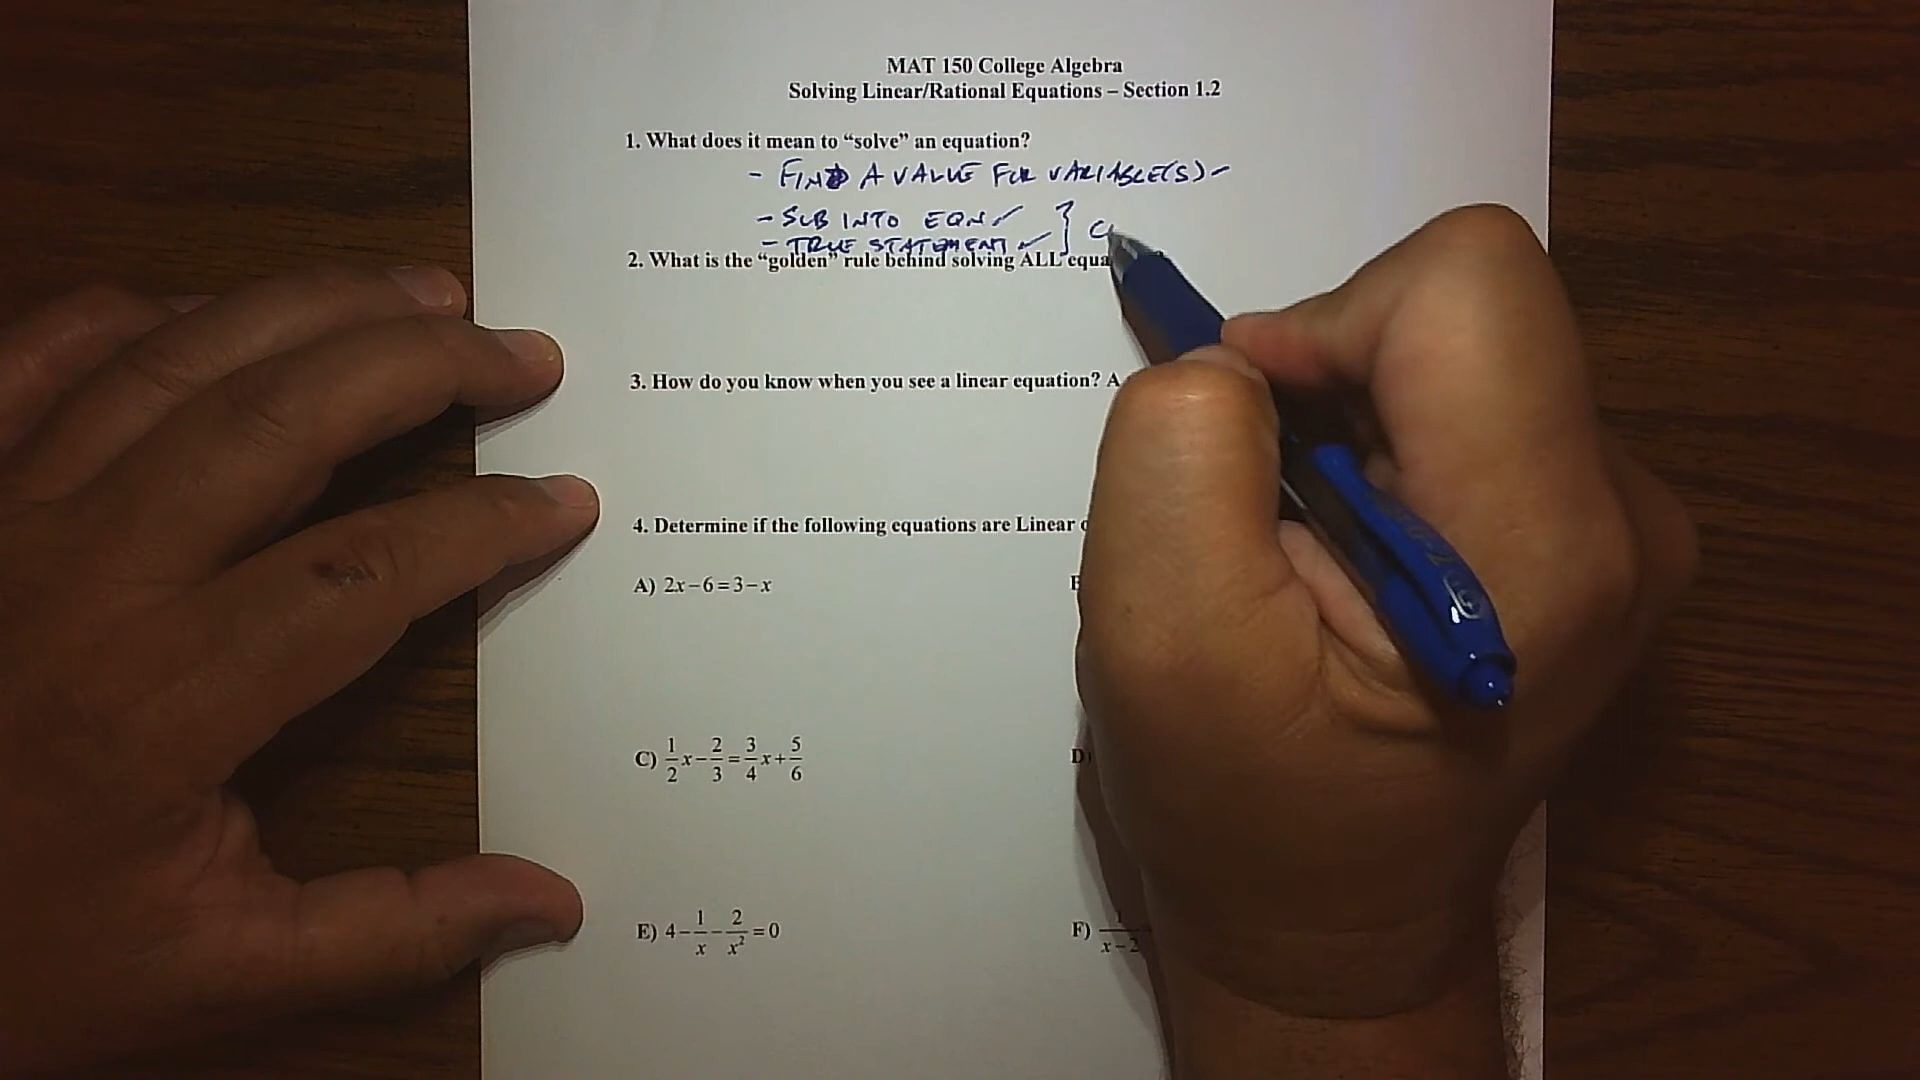 MAT 150 College Algebra
Solving Linear/Rational Equations – Section 1.2
1. What does it mean to “solve” an equation?
- FIND A VALUE FOR VARIABLE(S) -
- SUB INTO EQN ✓
- TRUE STATEMENT ✓ }
2. What is the “golden” rule behind solving ALL
3. How do you know when you see a linear equation? A
4. Determine if the following equations are Linear
A) 2x – 6 = 3 – x
C) 1/2 x – 2/3 = 3/4 x + 5/6
D)
E) 4 – 1/x – 2/x² = 0
F) 1/(x – 2